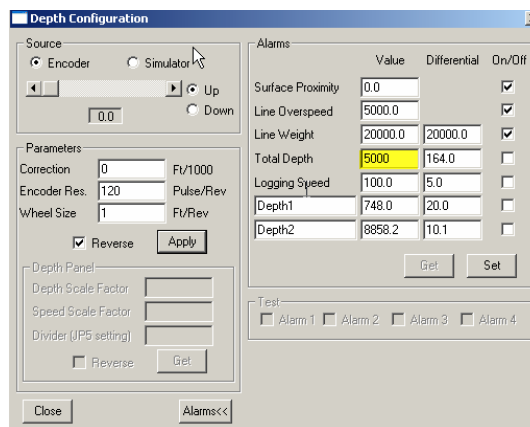 Depth Configuration
Source
Encoder Simulator
Up
Down
0.0
Parameters
Correction 0 Ft/1000
Encoder Res. 120 Pulse/Rev
Wheel Size 1 Ft/Rev
Reverse Apply
Depth Panel
Depth Scale Factor
Speed Scale Factor
Divider (JP5 setting)
Reverse Get
Close Alarms<<
Alarms
Value Differential On/Off
Surface Proximity 0.0
Line Overspeed 5000.0
Line Weight 20000.0 20000.0
Total Depth 5000 164.0
Logging Speed 100.0 5.0
Depth1 748.0 20.0
Depth2 8858.2 10.1
Get Set
Test
Alarm 1 Alarm 2 Alarm 3 Alarm 4